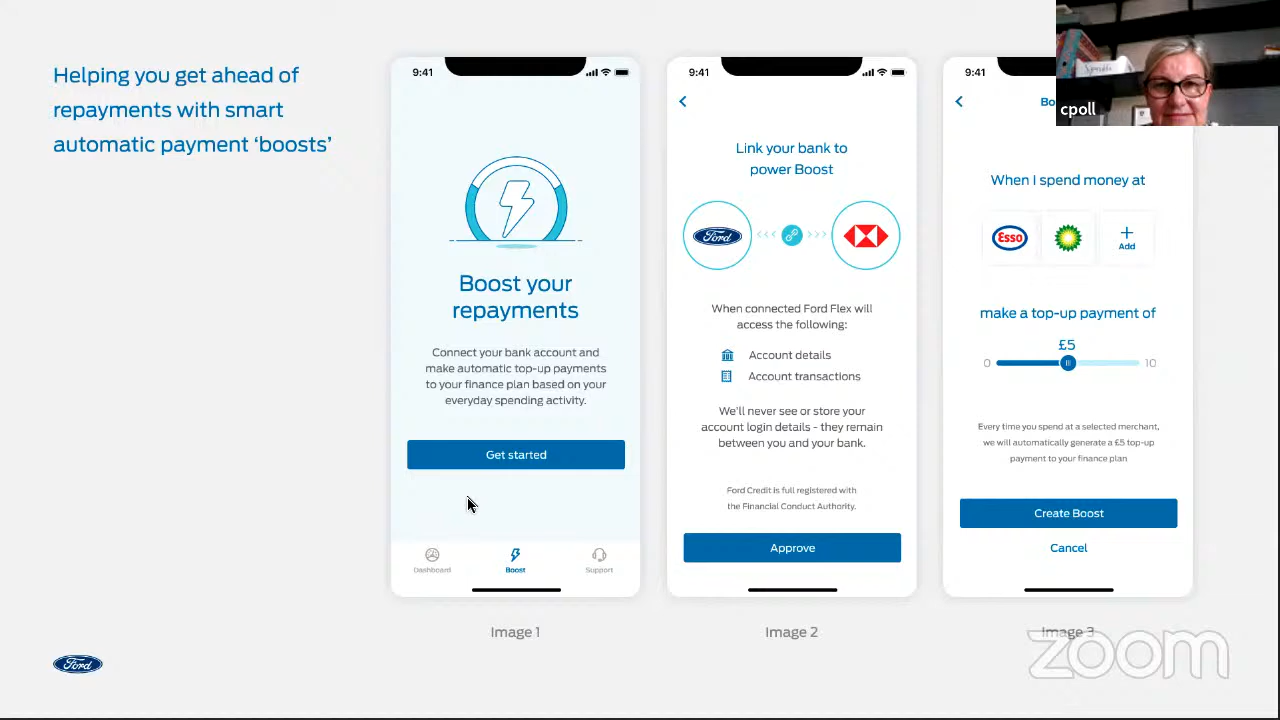 Helping you get ahead of
repayments with smart
automatic payment ‘boosts’
9:41
Boost your
repayments
Connect your bank account and
make automatic top-up payments
to your finance plan based on your
everyday spending activity.
Get started
Dashboard
Boost
Support
Image 1
9:41
Link your bank to
power Boost
Ford
When connected Ford Flex will
access the following:
Account details
Account transactions
We’ll never see or store your
account login details - they remain
between you and your bank.
Ford Credit is full registered with
the Financial Conduct Authority.
Approve
Image 2
9:41
cpoll
When I spend money at
Esso
Add
make a top-up payment of
£5
0
10
Every time you spend at a selected merchant,
we will automatically generate a £5 top-up
payment to your finance plan
Create Boost
Cancel
Image 3
Ford
zoom